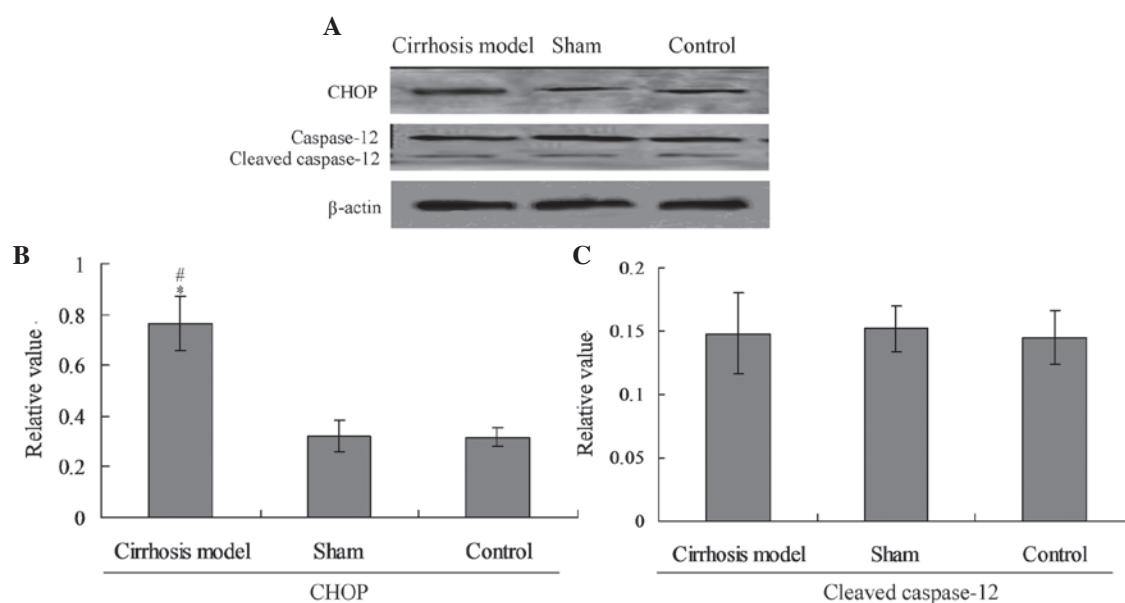 A
Cirrhosis model Sham Control
CHOP
Caspase-12
Cleaved caspase-12
β-actin
B
1
0.8
0.6
0.4
0.2
0
Relative value
#
*
Cirrhosis model Sham Control
CHOP
C
0.2
0.15
0.1
0.05
0
Relative value
Cirrhosis model Sham Control
Cleaved caspase-12